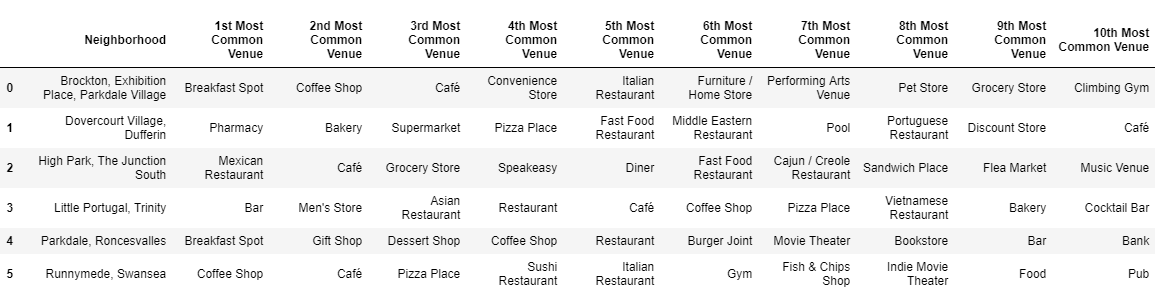 Neighborhood 1st Most Common Venue 2nd Most Common Venue 3rd Most Common Venue 4th Most Common Venue 5th Most Common Venue 6th Most Common Venue 7th Most Common Venue 8th Most Common Venue 9th Most Common Venue 10th Most Common Venue
0 Brockton, Exhibition Place, Parkdale Village Breakfast Spot Coffee Shop Café Convenience Store Italian Restaurant Furniture / Home Store Performing Arts Venue Pet Store Grocery Store Climbing Gym
1 Dovercourt Village, Dufferin Pharmacy Bakery Supermarket Pizza Place Fast Food Restaurant Middle Eastern Restaurant Pool Portuguese Restaurant Discount Store Café
2 High Park, The Junction South Mexican Restaurant Café Grocery Store Speakeasy Diner Fast Food Restaurant Cajun / Creole Restaurant Sandwich Place Flea Market Music Venue
3 Little Portugal, Trinity Bar Men's Store Asian Restaurant Restaurant Café Coffee Shop Pizza Place Vietnamese Restaurant Bakery Cocktail Bar
4 Parkdale, Roncesvalles Breakfast Spot Gift Shop Dessert Shop Coffee Shop Restaurant Burger Joint Movie Theater Bookstore Bar Bank
5 Runnymede, Swansea Coffee Shop Café Pizza Place Sushi Restaurant Italian Restaurant Gym Fish & Chips Shop Indie Movie Theater Food Pub